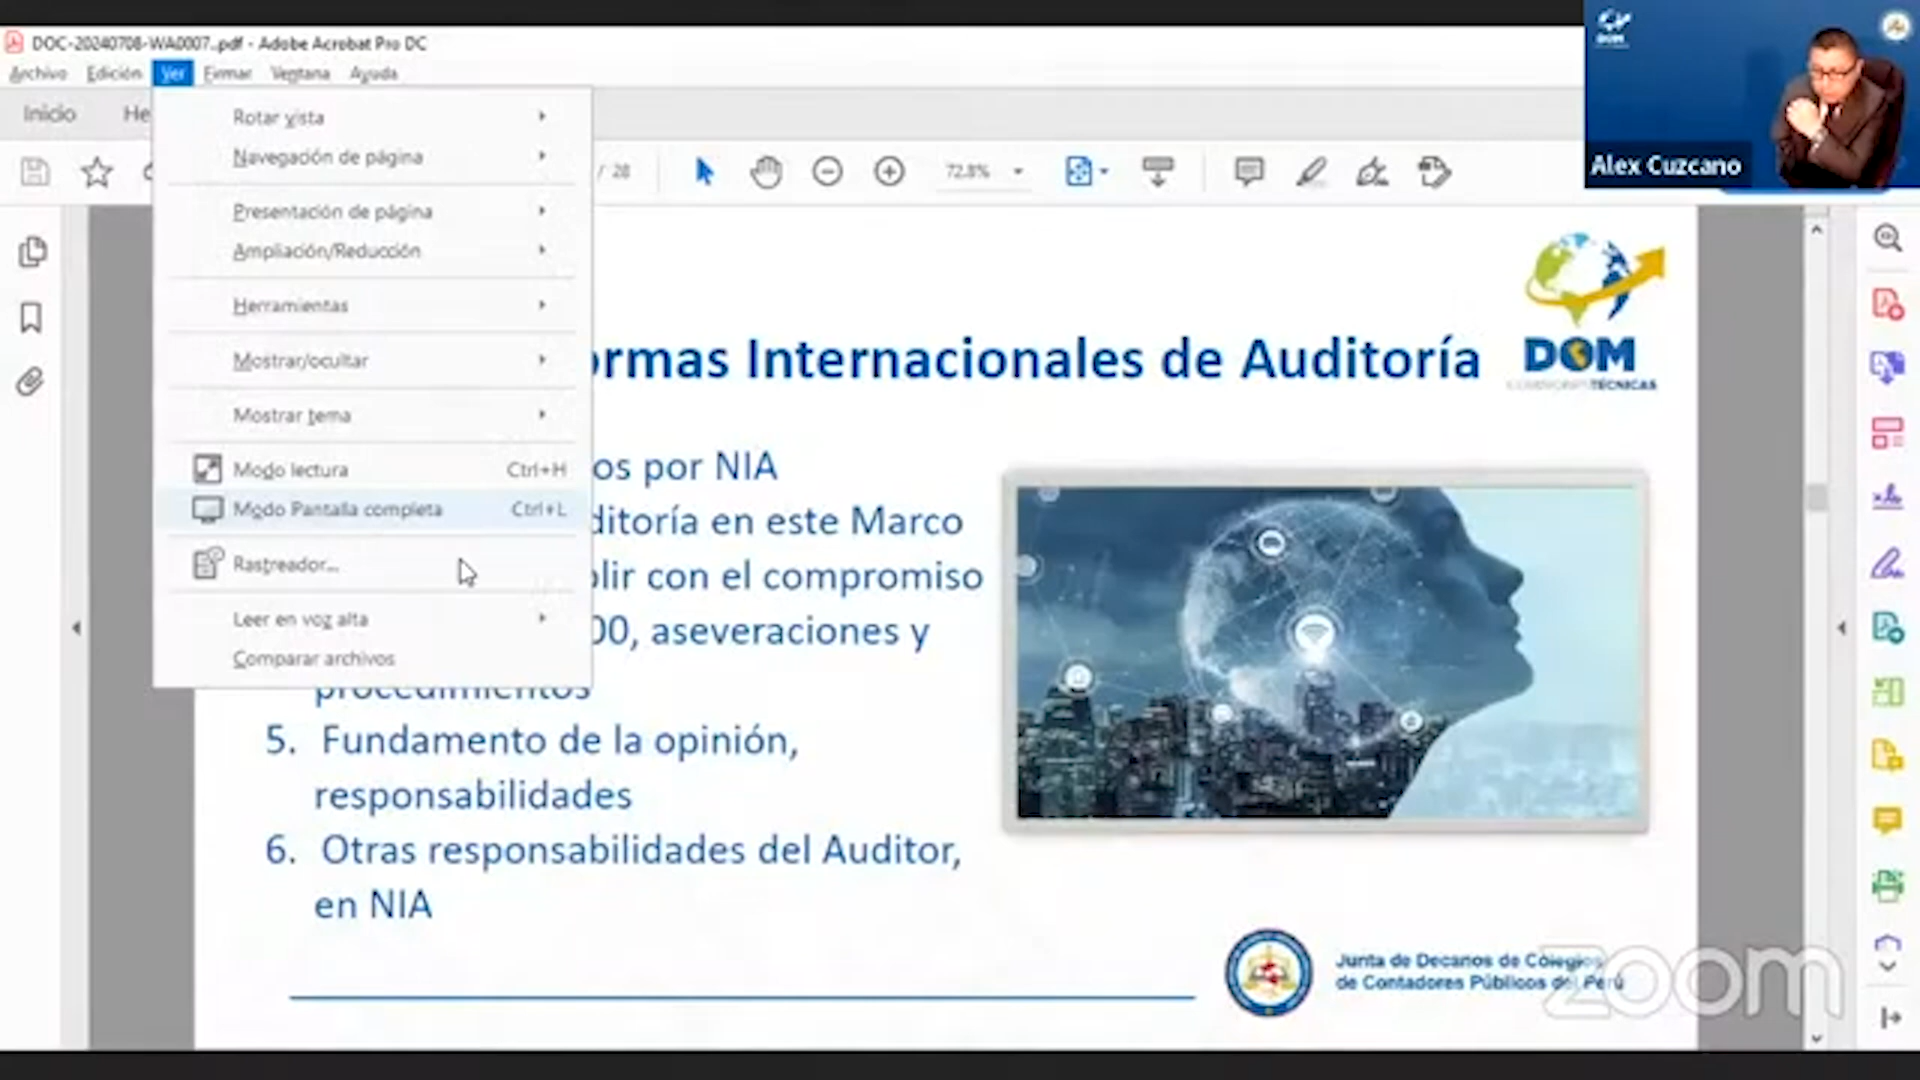 DOC-20240708-WA0007..pdf - Adobe Acrobat Pro DC
Archivo Edición Ver Firmar Ventana Ayuda
Inicio He
/ 28
72.8%
Rotar vista
Navegación de página
Presentación de página
Ampliación/Reducción
Herramientas
Mostrar/ocultar
Mostrar tema
Modo lectura Ctrl+H
Modo Pantalla completa Ctrl+L
Rastreador...
Leer en voz alta
Comparar archivos
Alex Cuzcano
DOM
TÉCNICAS
ormas Internacionales de Auditoría
os por NIA
ditoría en este Marco
plir con el compromiso
00, aseveraciones y
procedimientos
5. Fundamento de la opinión,
responsabilidades
6. Otras responsabilidades del Auditor,
en NIA
Junta de Decanos de Colegios
de Contadores Públicos del Perú
zoom